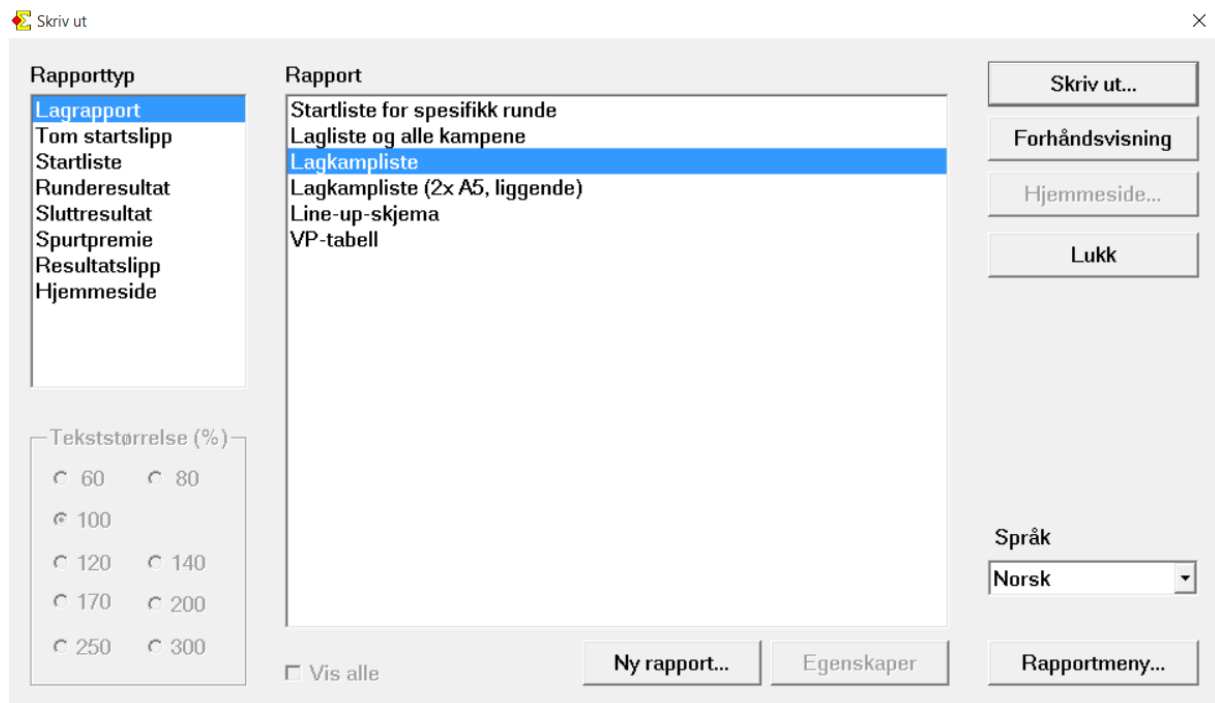 Skriv ut
Rapporttyp
Lagrapport
Tom startslipp
Startliste
Runderesultat
Sluttresultat
Spurtpremie
Resultatslipp
Hjemmeside
Rapport
Startliste for spesifikk runde
Lagliste og alle kampene
Lagkampliste
Lagkampliste (2x A5, liggende)
Line-up-skjema
VP-tabell
Skriv ut...
Forhåndsvisning
Hjemmeside...
Lukk
Tekststørrelse (%)
60 80
100
120 140
170 200
250 300
Vis alle
Ny rapport...
Egenskaper
Språk
Norsk
Rapportmeny...